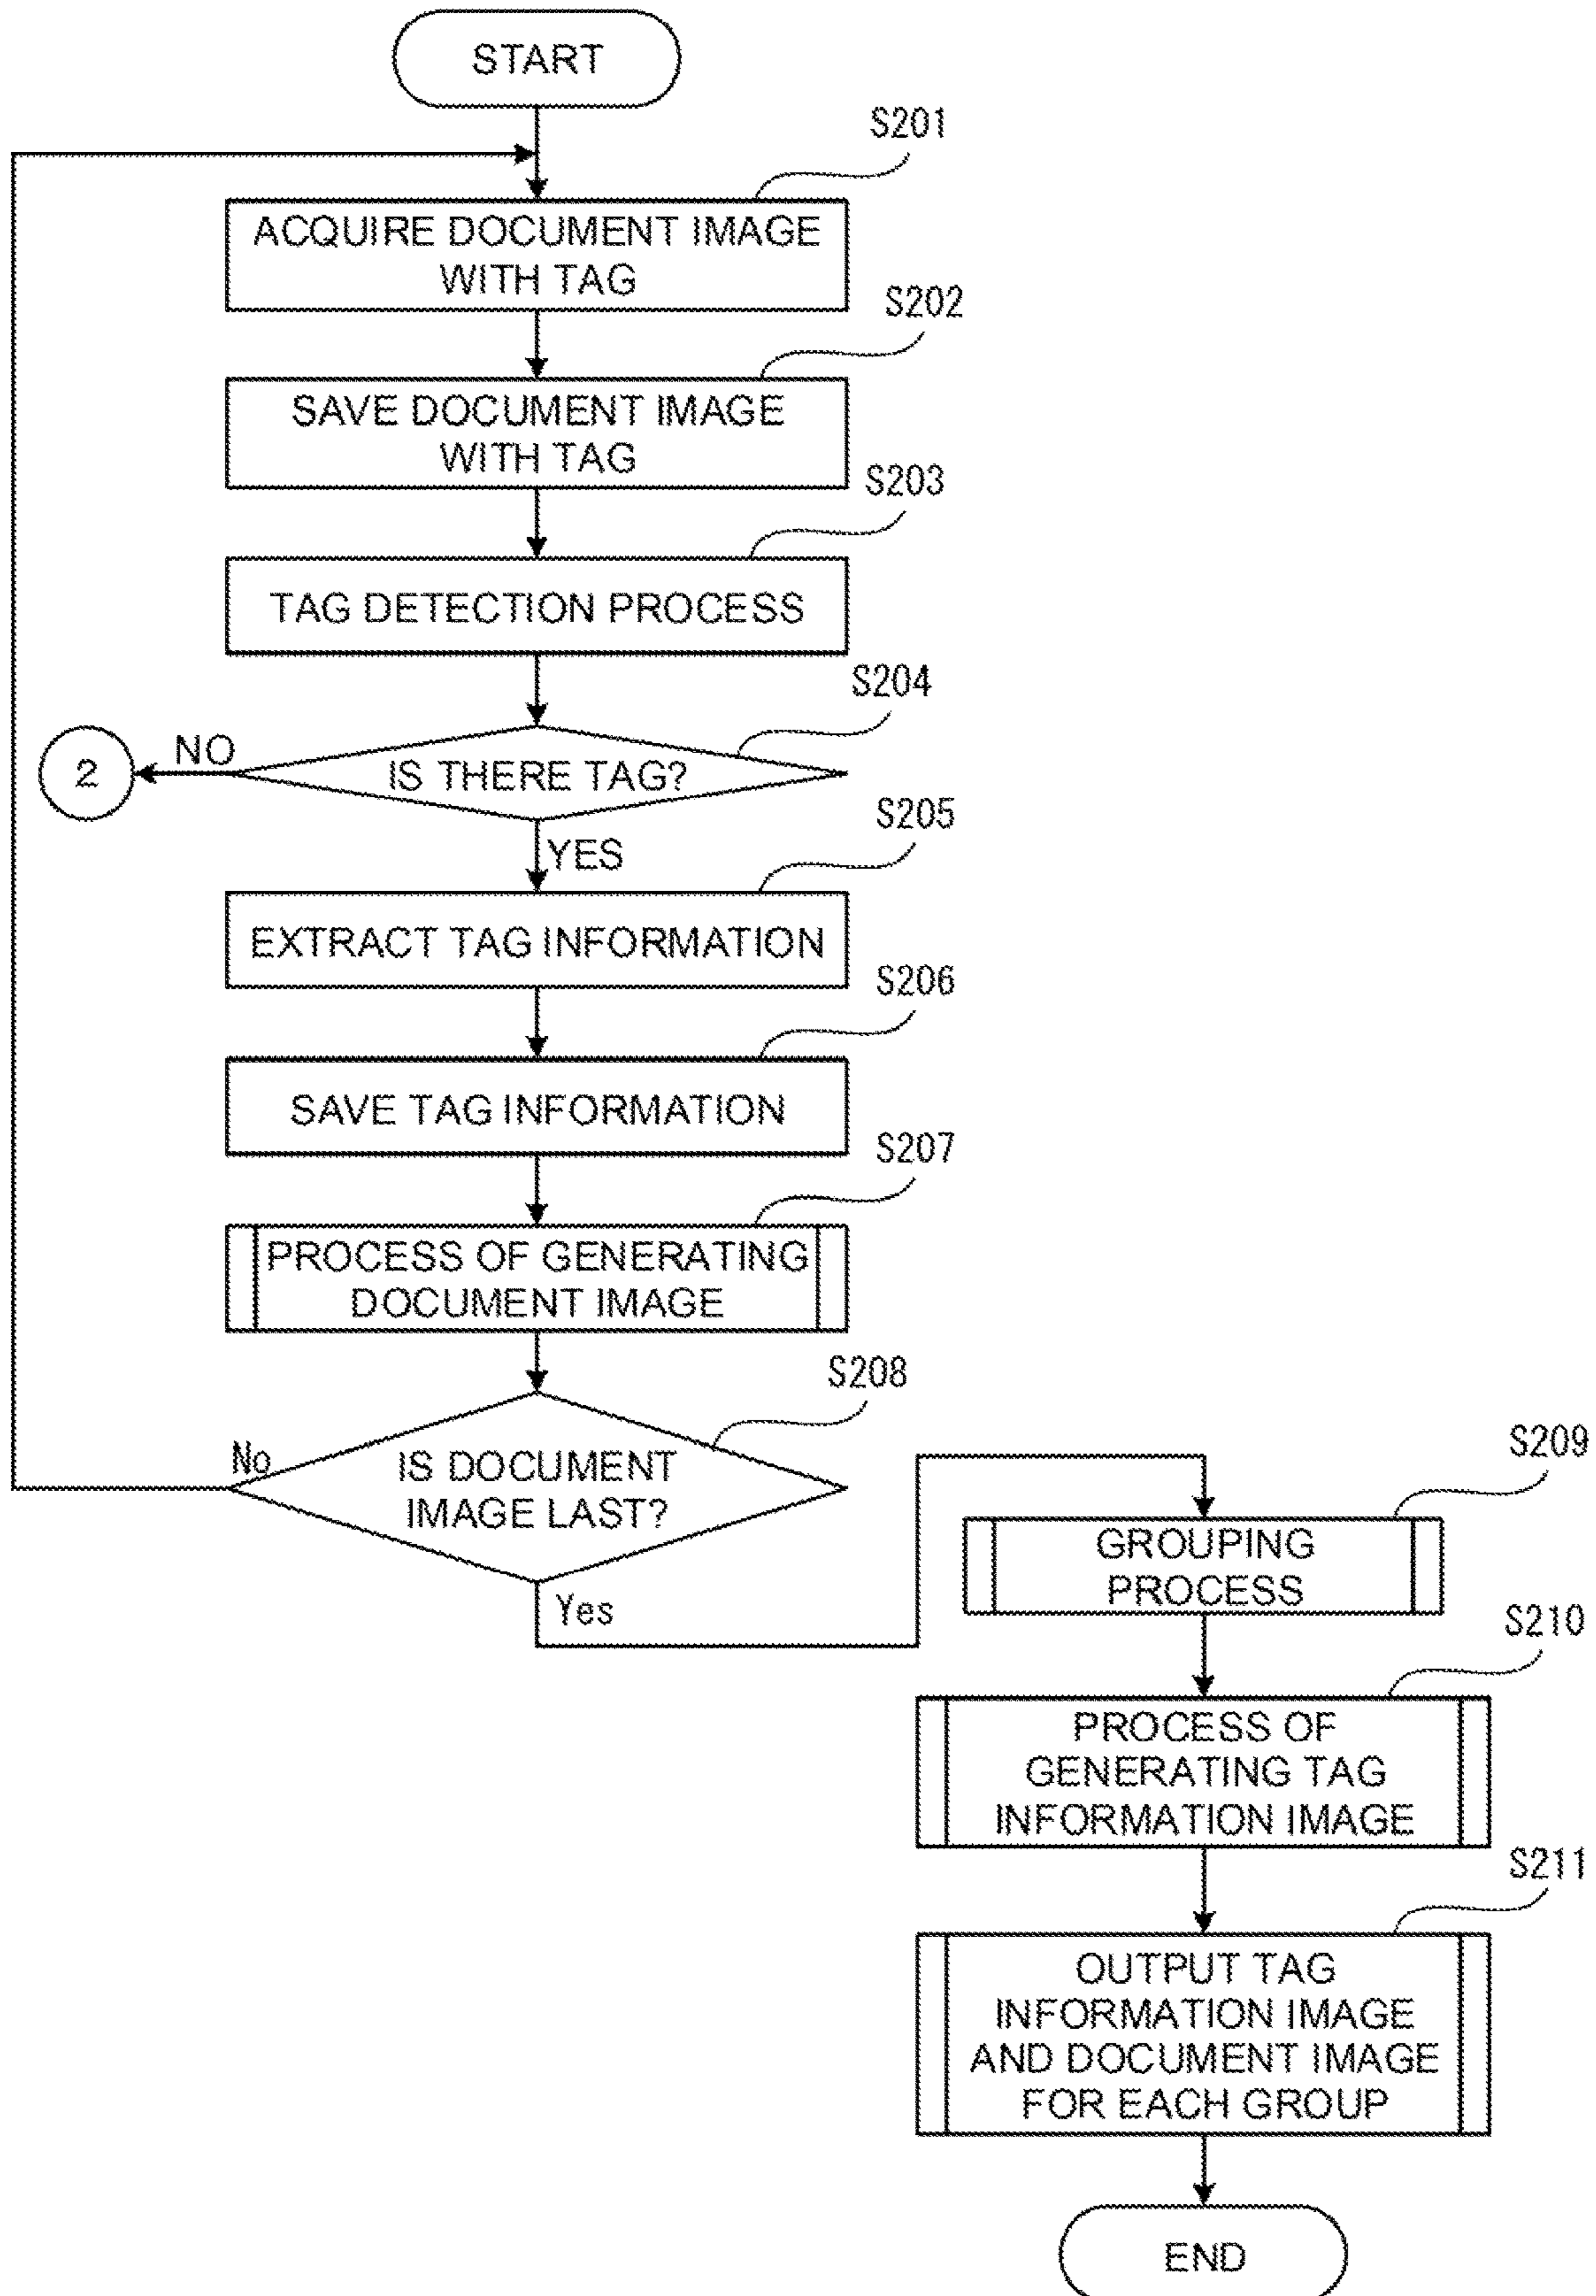 START
S201
ACQUIRE DOCUMENT IMAGE
WITH TAG
S202
SAVE DOCUMENT IMAGE
WITH TAG
S203
TAG DETECTION PROCESS
S204
2
NO
IS THERE TAG?
YES
S205
EXTRACT TAG INFORMATION
S206
SAVE TAG INFORMATION
S207
PROCESS OF GENERATING
DOCUMENT IMAGE
S208
No
IS DOCUMENT
IMAGE LAST?
Yes
S209
GROUPING
PROCESS
S210
PROCESS OF
GENERATING TAG
INFORMATION IMAGE
S211
OUTPUT TAG
INFORMATION IMAGE
AND DOCUMENT IMAGE
FOR EACH GROUP
END